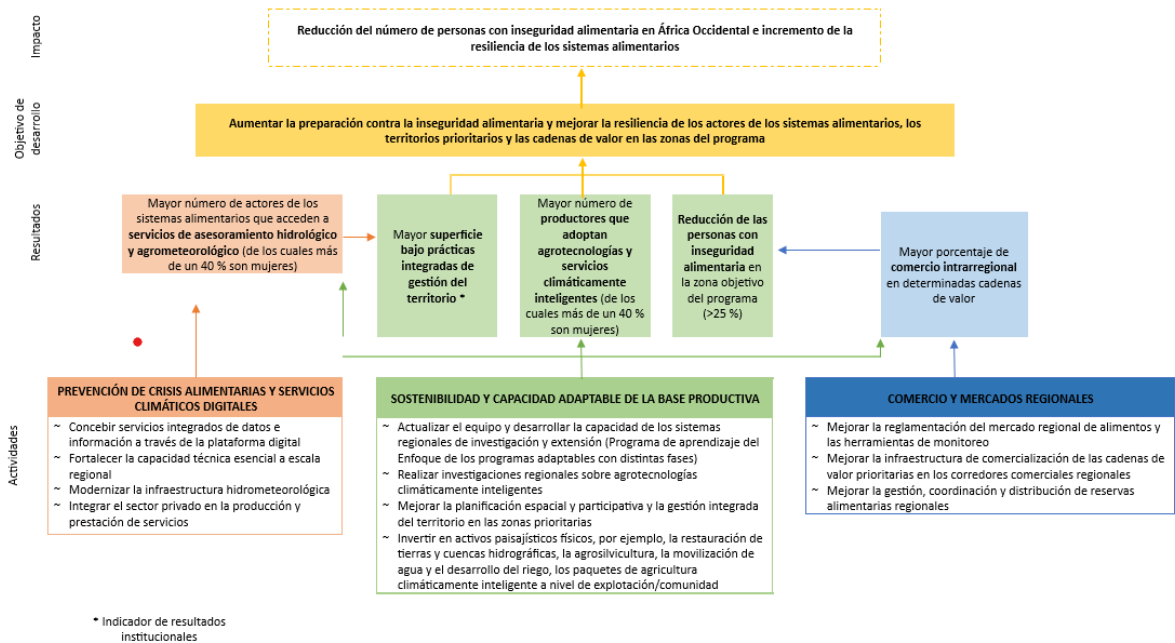 Impacto
Reducción del número de personas con inseguridad alimentaria en África Occidental e incremento de la
resiliencia de los sistemas alimentarios
Objetivo de
desarrollo
Aumentar la preparación contra la inseguridad alimentaria y mejorar la resiliencia de los actores de los sistemas alimentarios, los
territorios prioritarios y las cadenas de valor en las zonas del programa
Resultados
Mayor número de actores de los
sistemas alimentarios que acceden a
servicios de asesoramiento hidrológico
y agrometeorológico (de los cuales más
de un 40 % son mujeres)
Mayor superficie
bajo prácticas
integradas de
gestión del
territorio *
Mayor número de
productores que
adoptan
agrotecnologías y
servicios
climáticamente
inteligentes (de
los cuales más de
un 40 % son
mujeres)
Reducción de las
personas con
inseguridad
alimentaria en
la zona objetivo
del programa
(>25 %)
Mayor porcentaje de
comercio intrarregional
en determinadas cadenas
de valor
Actividades
PREVENCIÓN DE CRISIS ALIMENTARIAS Y SERVICIOS
CLIMÁTICOS DIGITALES
~ Concebir servicios integrados de datos e
información a través de la plataforma digital
~ Fortalecer la capacidad técnica esencial a escala
regional
~ Modernizar la infraestructura hidrometeorológica
~ Integrar el sector privado en la producción y
prestación de servicios
SOSTENIBILIDAD Y CAPACIDAD ADAPTABLE DE LA BASE PRODUCTIVA
~ Actualizar el equipo y desarrollar la capacidad de los sistemas
regionales de investigación y extensión (Programa de aprendizaje del
Enfoque de los programas adaptables con distintas fases)
~ Realizar investigaciones regionales sobre agrotecnologías
climáticamente inteligentes
~ Mejorar la planificación espacial y participativa y la gestión integrada
del territorio en las zonas prioritarias
~ Invertir en activos paisajísticos físicos, por ejemplo, la restauración de
tierras y cuencas hidrográficas, la agrosilvicultura, la movilización de
agua y el desarrollo del riego, los paquetes de agricultura
climáticamente inteligente a nivel de explotación/comunidad
COMERCIO Y MERCADOS REGIONALES
~ Mejorar la reglamentación del mercado regional de alimentos y
las herramientas de monitoreo
~ Mejorar la infraestructura de comercialización de las cadenas de
valor prioritarias en los corredores comerciales regionales
~ Mejorar la gestión, coordinación y distribución de reservas
alimentarias regionales
* Indicador de resultados
institucionales